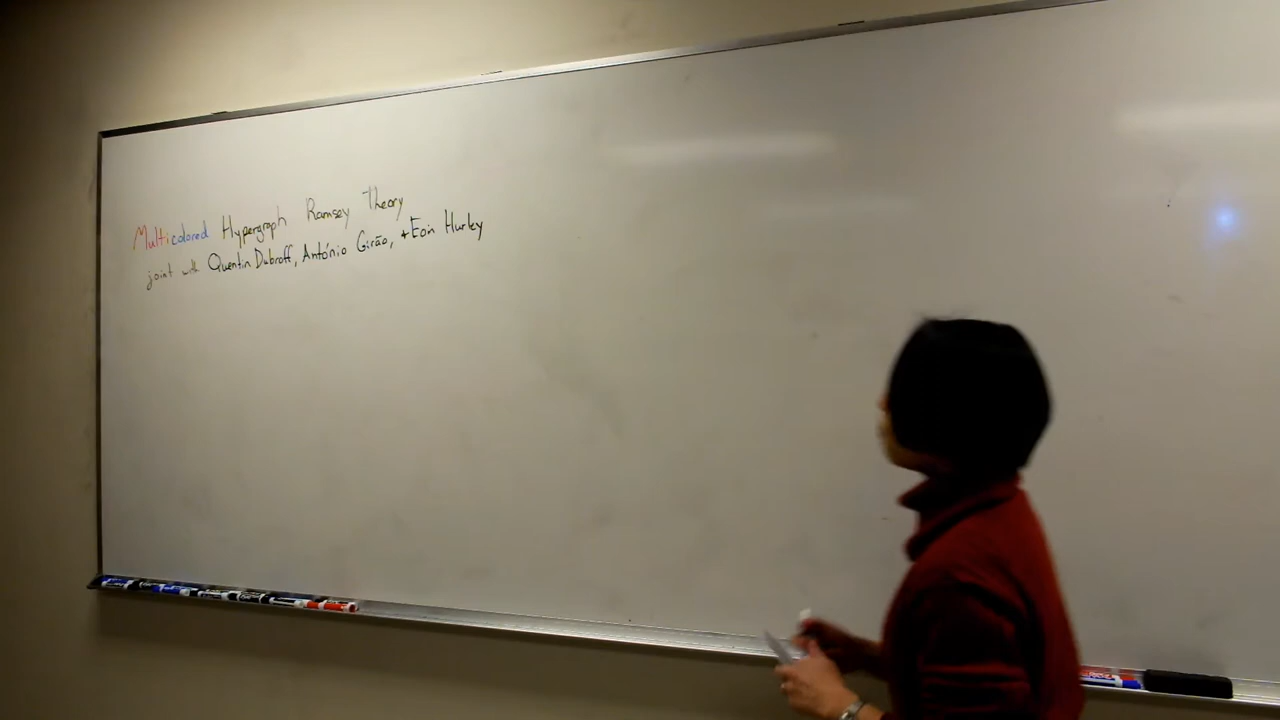 Multicolored Hypergraph Ramsey Theory
joint with Quentin Dubroff, António Girão, + Eoin Hurley